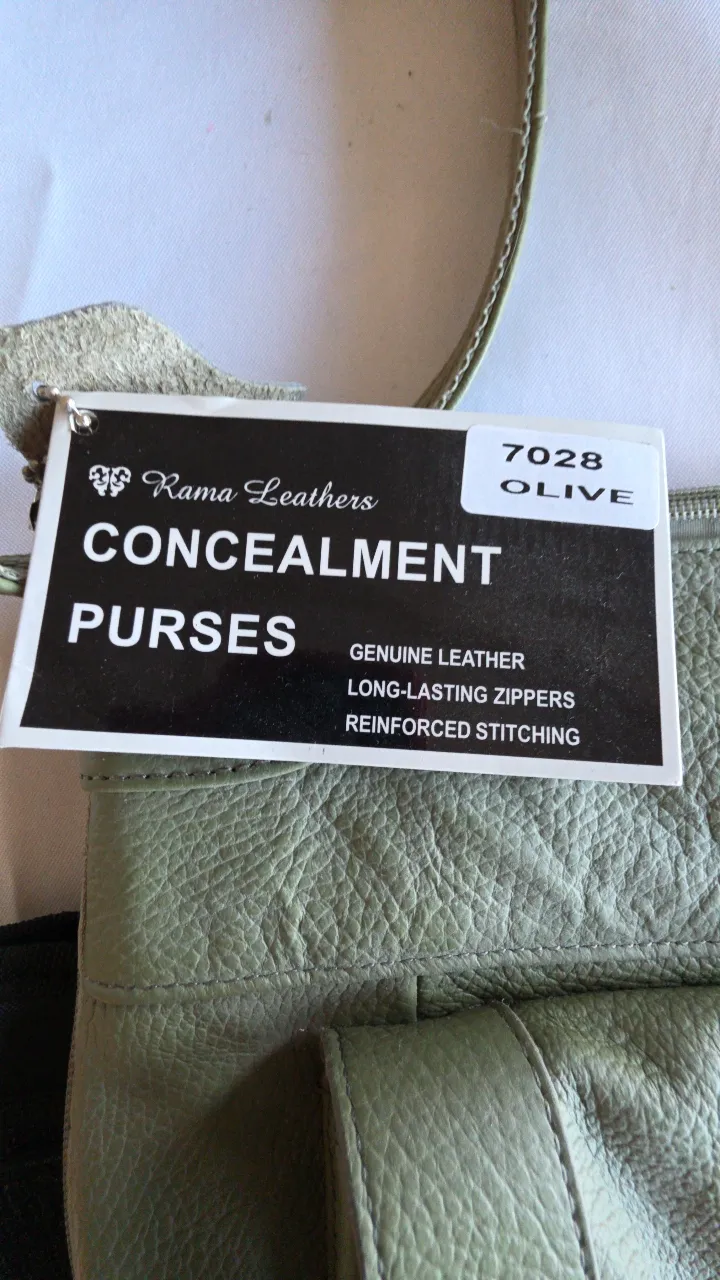 7028
OLIVE
Rama Leathers
CONCEALMENT
PURSES
GENUINE LEATHER
LONG-LASTING ZIPPERS
REINFORCED STITCHING